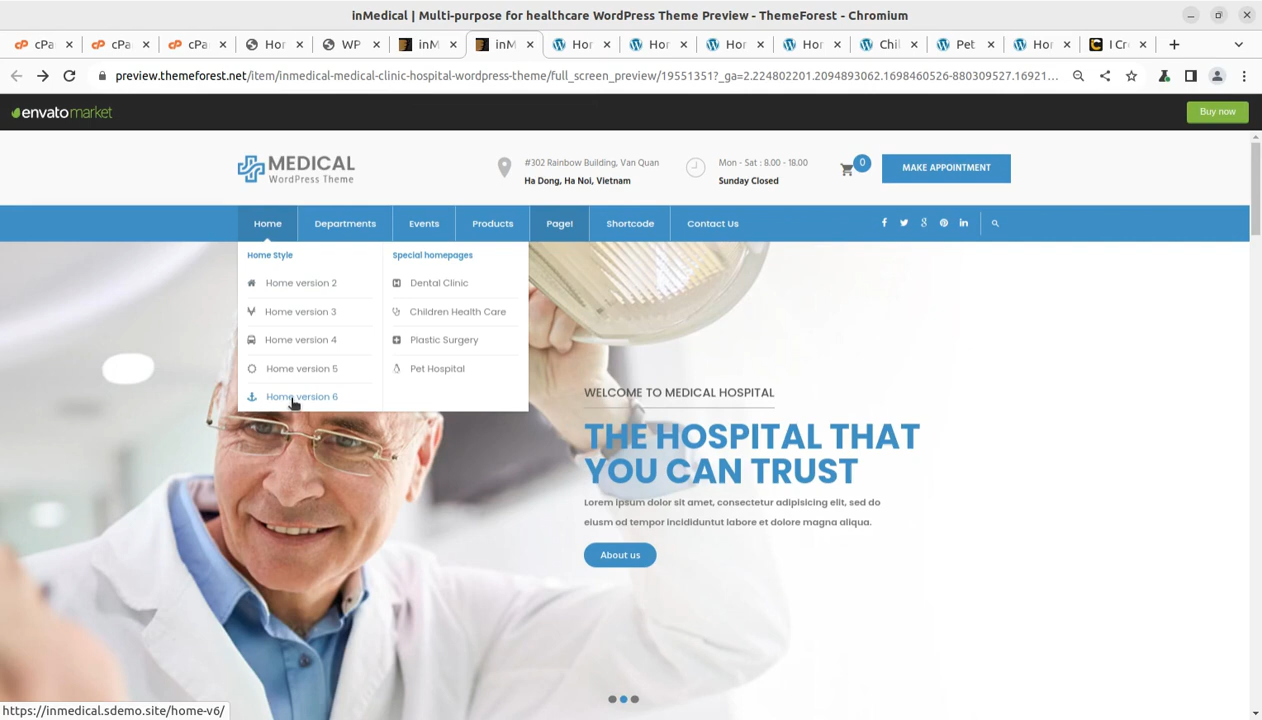 inMedical | Multi-purpose for healthcare WordPress Theme Preview - ThemeForest - Chromium
cPa
cPa
cPa
Hor
WP
inM
inM
Hor
Hor
Hor
Hor
Chil
Pet
Hor
I Cr
preview.themeforest.net/item/inmedical-medical-clinic-hospital-wordpress-theme/full_screen_preview/19551351?_ga=2.224802201.2094893062.1698460526-880309527.16921...
envatomarket
Buy now
MEDICAL
WordPress Theme
#302 Rainbow Building, Van Quan
Ha Dong, Ha Noi, Vietnam
Mon - Sat : 8.00 - 18.00
Sunday Closed
0
MAKE APPOINTMENT
Home
Departments
Events
Products
Page!
Shortcode
Contact Us
Home Style
Home version 2
Home version 3
Home version 4
Home version 5
Home version 6
Special homepages
Dental Clinic
Children Health Care
Plastic Surgery
Pet Hospital
WELCOME TO MEDICAL HOSPITAL
THE HOSPITAL THAT
YOU CAN TRUST
Lorem ipsum dolor sit amet, consectetur adipisicing elit, sed do
eiusm od tempor incididuntut labore et dolore magna aliqua.
About us
https://inmedical.sdemo.site/home-v6/